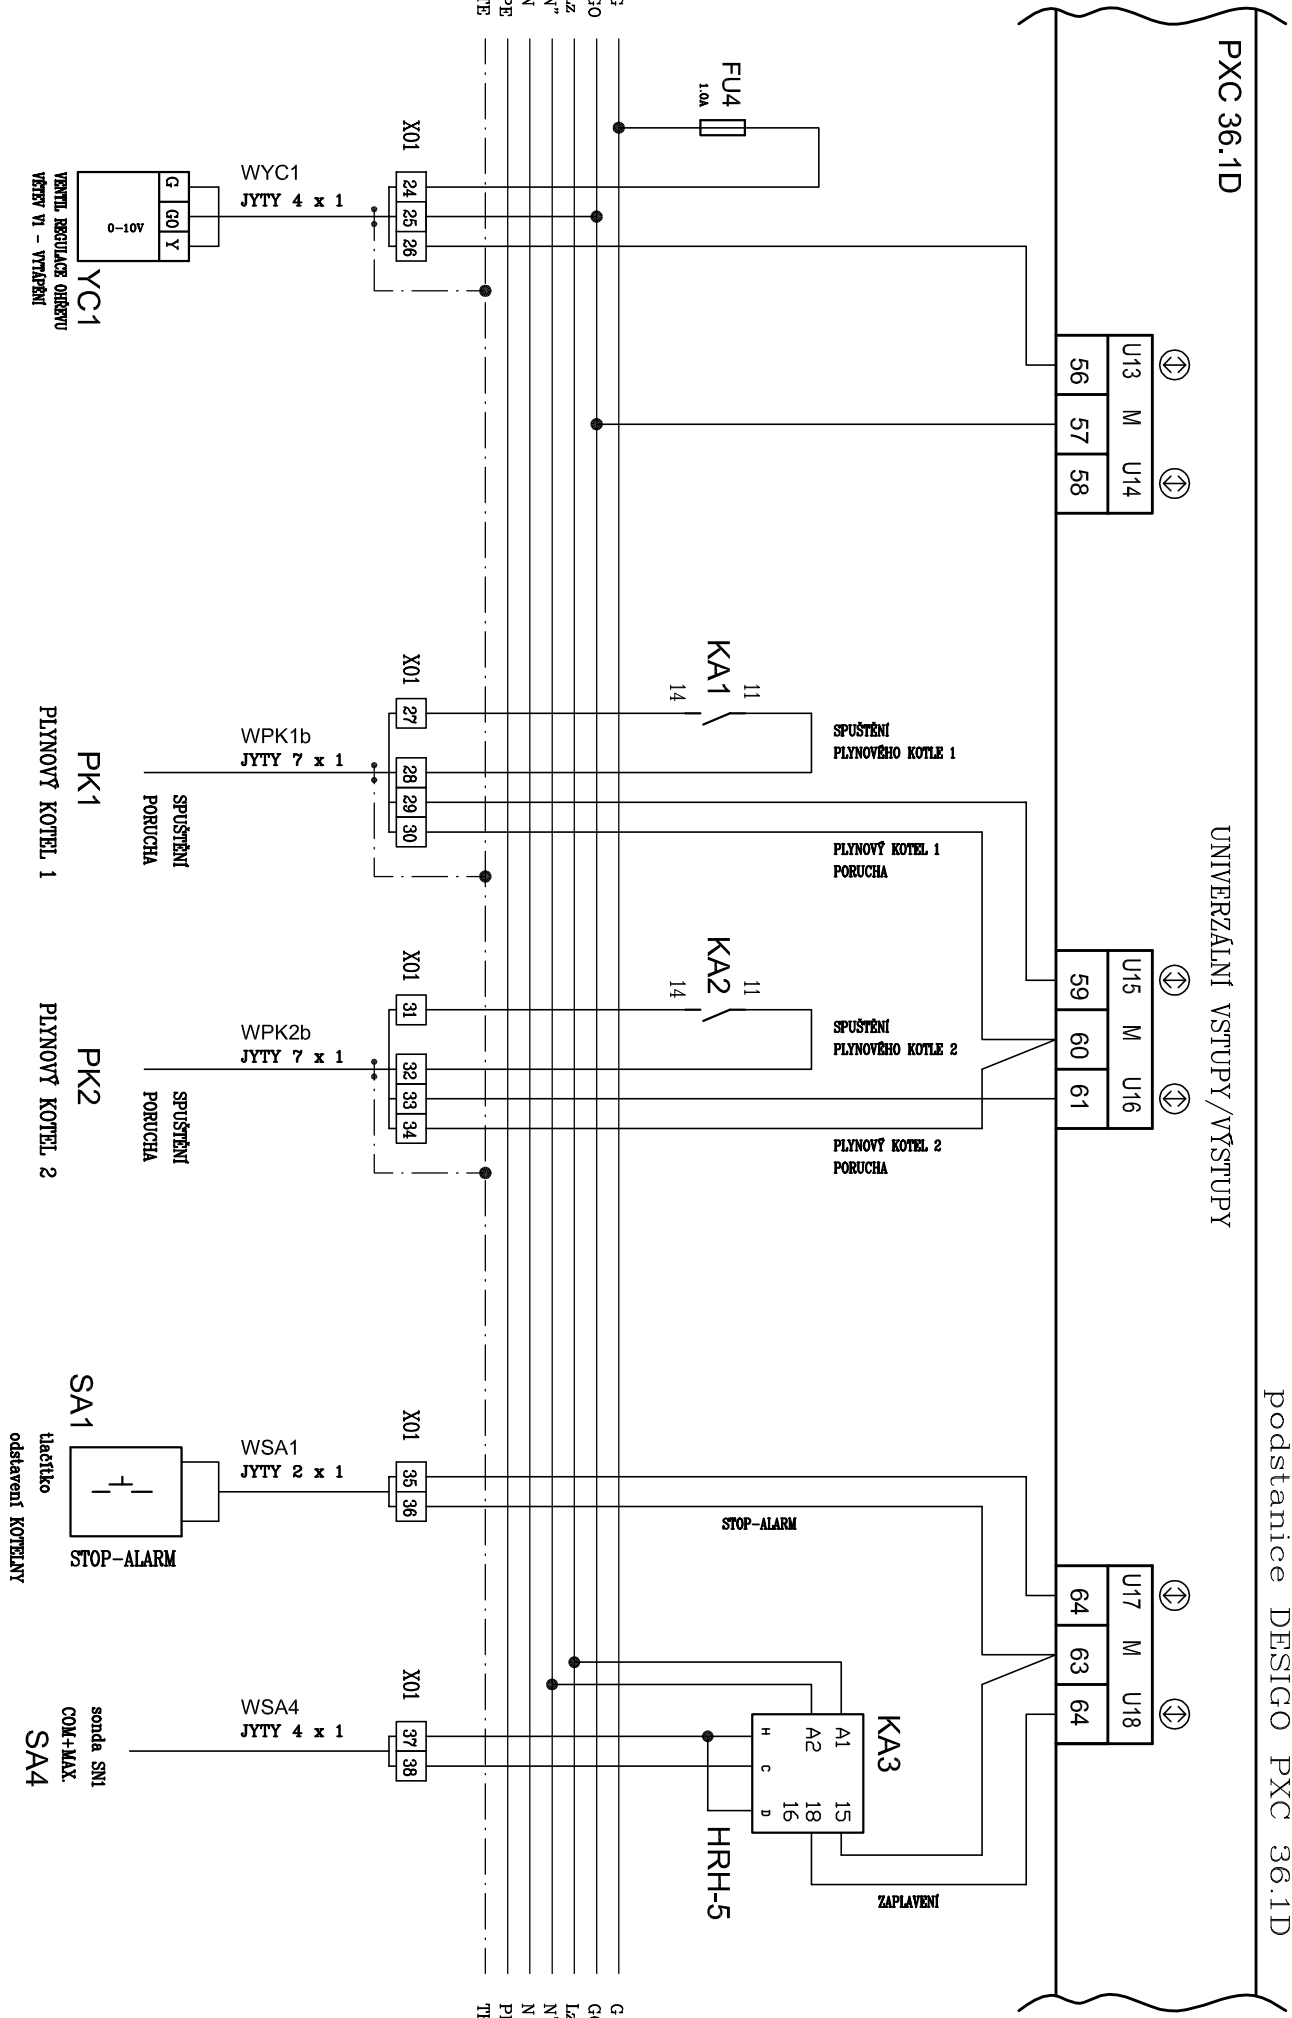 podstanice DESIGO PXC 36.1D
PXC 36.1D
UNIVERZÁLNÍ VSTUPY/VÝSTUPY
U13 M U14
56 57 58
U15 M U16
59 60 61
U17 M U18
64 63 64
FU4
1.0A
KA1
11
14
SPUŠTĚNÍ
PLYNOVÉHO KOTLE 1
PLYNOVÝ KOTEL 1
PORUCHA
KA2
11
14
SPUŠTĚNÍ
PLYNOVÉHO KOTLE 2
PLYNOVÝ KOTEL 2
PORUCHA
STOP-ALARM
KA3
A1 15
A2 18
16
H C D
HRH-5
ZAPLAVENÍ
G
GO
Lz
N"
N
PE
TE
G
N
X01
24 25 26
X01
27 28 29 30
X01
31 32 33 34
X01
35 36
X01
37 38
WYC1
JYTY 4 x 1
WPK1b
JYTY 7 x 1
WPK2b
JYTY 7 x 1
WSA1
JYTY 2 x 1
WSA4
JYTY 4 x 1
G GO Y
0-10V
YC1
VENTIL REGULACE OHŘEVU
VĚTEV V1 - VYTÁPĚNÍ
SPUŠTĚNÍ
PORUCHA
PK1
PLYNOVÝ KOTEL 1
SPUŠTĚNÍ
PORUCHA
PK2
PLYNOVÝ KOTEL 2
SA1
STOP-ALARM
tlačítko
odstavení KOTELNY
sonda SN1
COM+MAX.
SA4